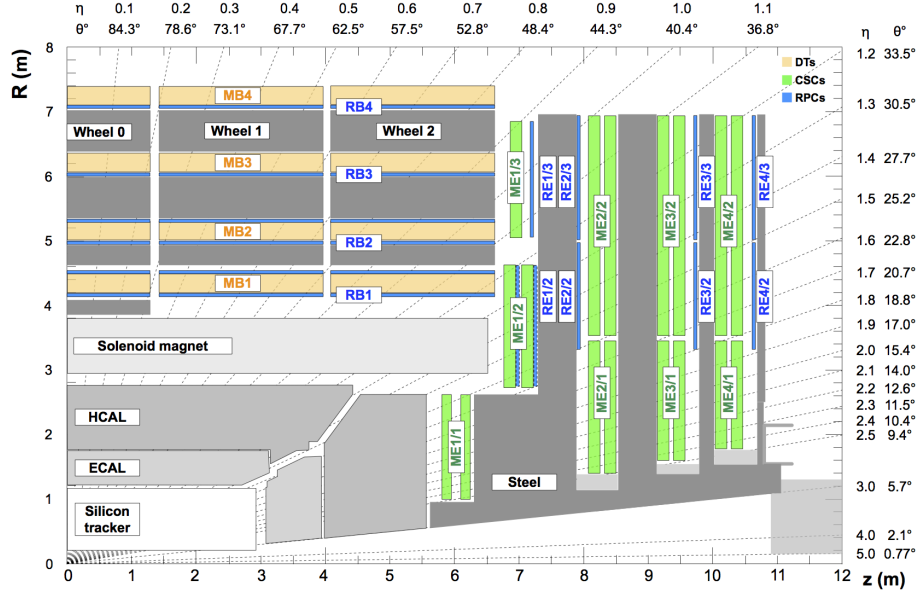 η 0.1 0.2 0.3 0.4 0.5 0.6 0.7 0.8 0.9 1.0 1.1 η θ°
θ° 84.3° 78.6° 73.1° 67.7° 62.5° 57.5° 52.8° 48.4° 44.3° 40.4° 36.8°
1.2 33.5°
1.3 30.5°
1.4 27.7°
1.5 25.2°
1.6 22.8°
1.7 20.7°
1.8 18.8°
1.9 17.0°
2.0 15.4°
2.1 14.0°
2.2 12.6°
2.3 11.5°
2.4 10.4°
2.5 9.4°
3.0 5.7°
4.0 2.1°
5.0 0.77°
R (m)
8
7
6
5
4
3
2
1
0
DTs
CSCs
RPCs
MB4
RB4
Wheel 0 Wheel 1 Wheel 2
MB3
RB3
MB2
RB2
MB1
RB1
Solenoid magnet
HCAL
ECAL
Silicon
tracker
Steel
ME1/3
RE1/3
RE2/3
ME2/2
ME3/2
RE3/3
ME4/2
RE4/3
ME1/2
RE1/2
RE2/2
RE3/2
RE4/2
ME1/1
ME2/1
ME3/1
ME4/1
0 1 2 3 4 5 6 7 8 9 10 11 12
z (m)